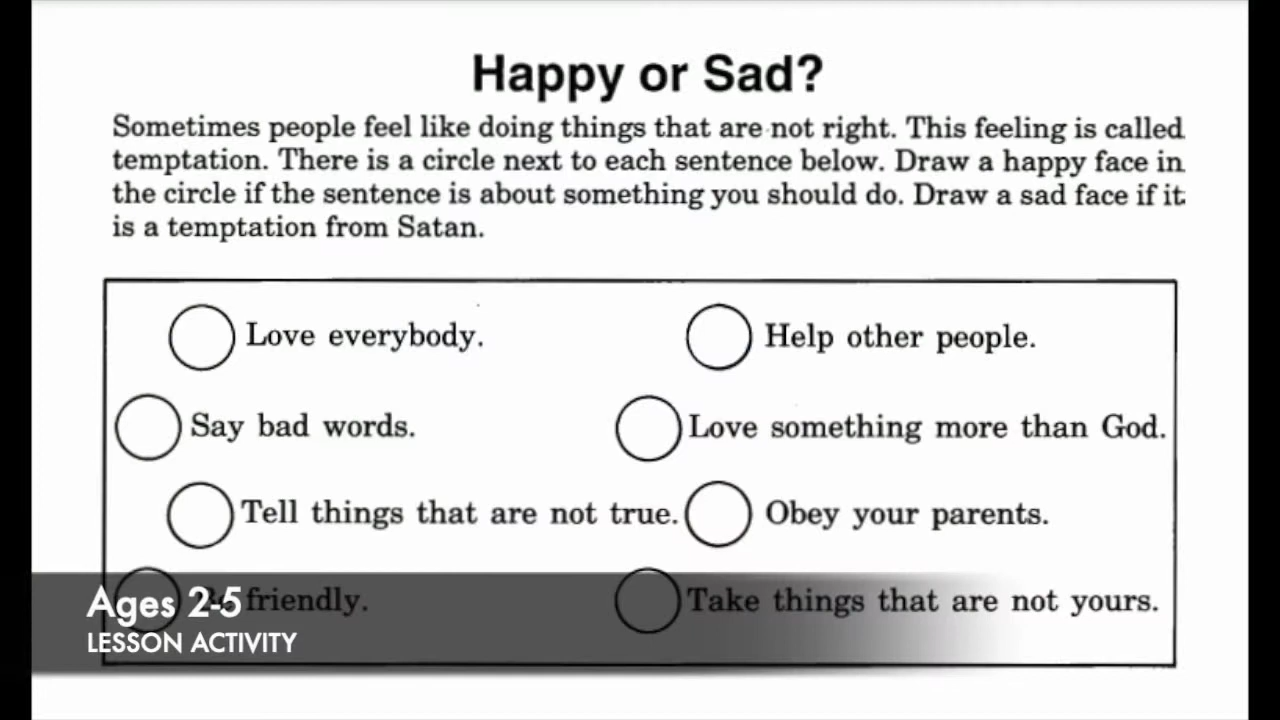 Happy or Sad?
Sometimes people feel like doing things that are not right. This feeling is called
temptation. There is a circle next to each sentence below. Draw a happy face in
the circle if the sentence is about something you should do. Draw a sad face if it
is a temptation from Satan.
Love everybody.
Help other people.
Say bad words.
Love something more than God.
Tell things that are not true.
Obey your parents.
Be friendly.
Take things that are not yours.
Ages 2-5
LESSON ACTIVITY